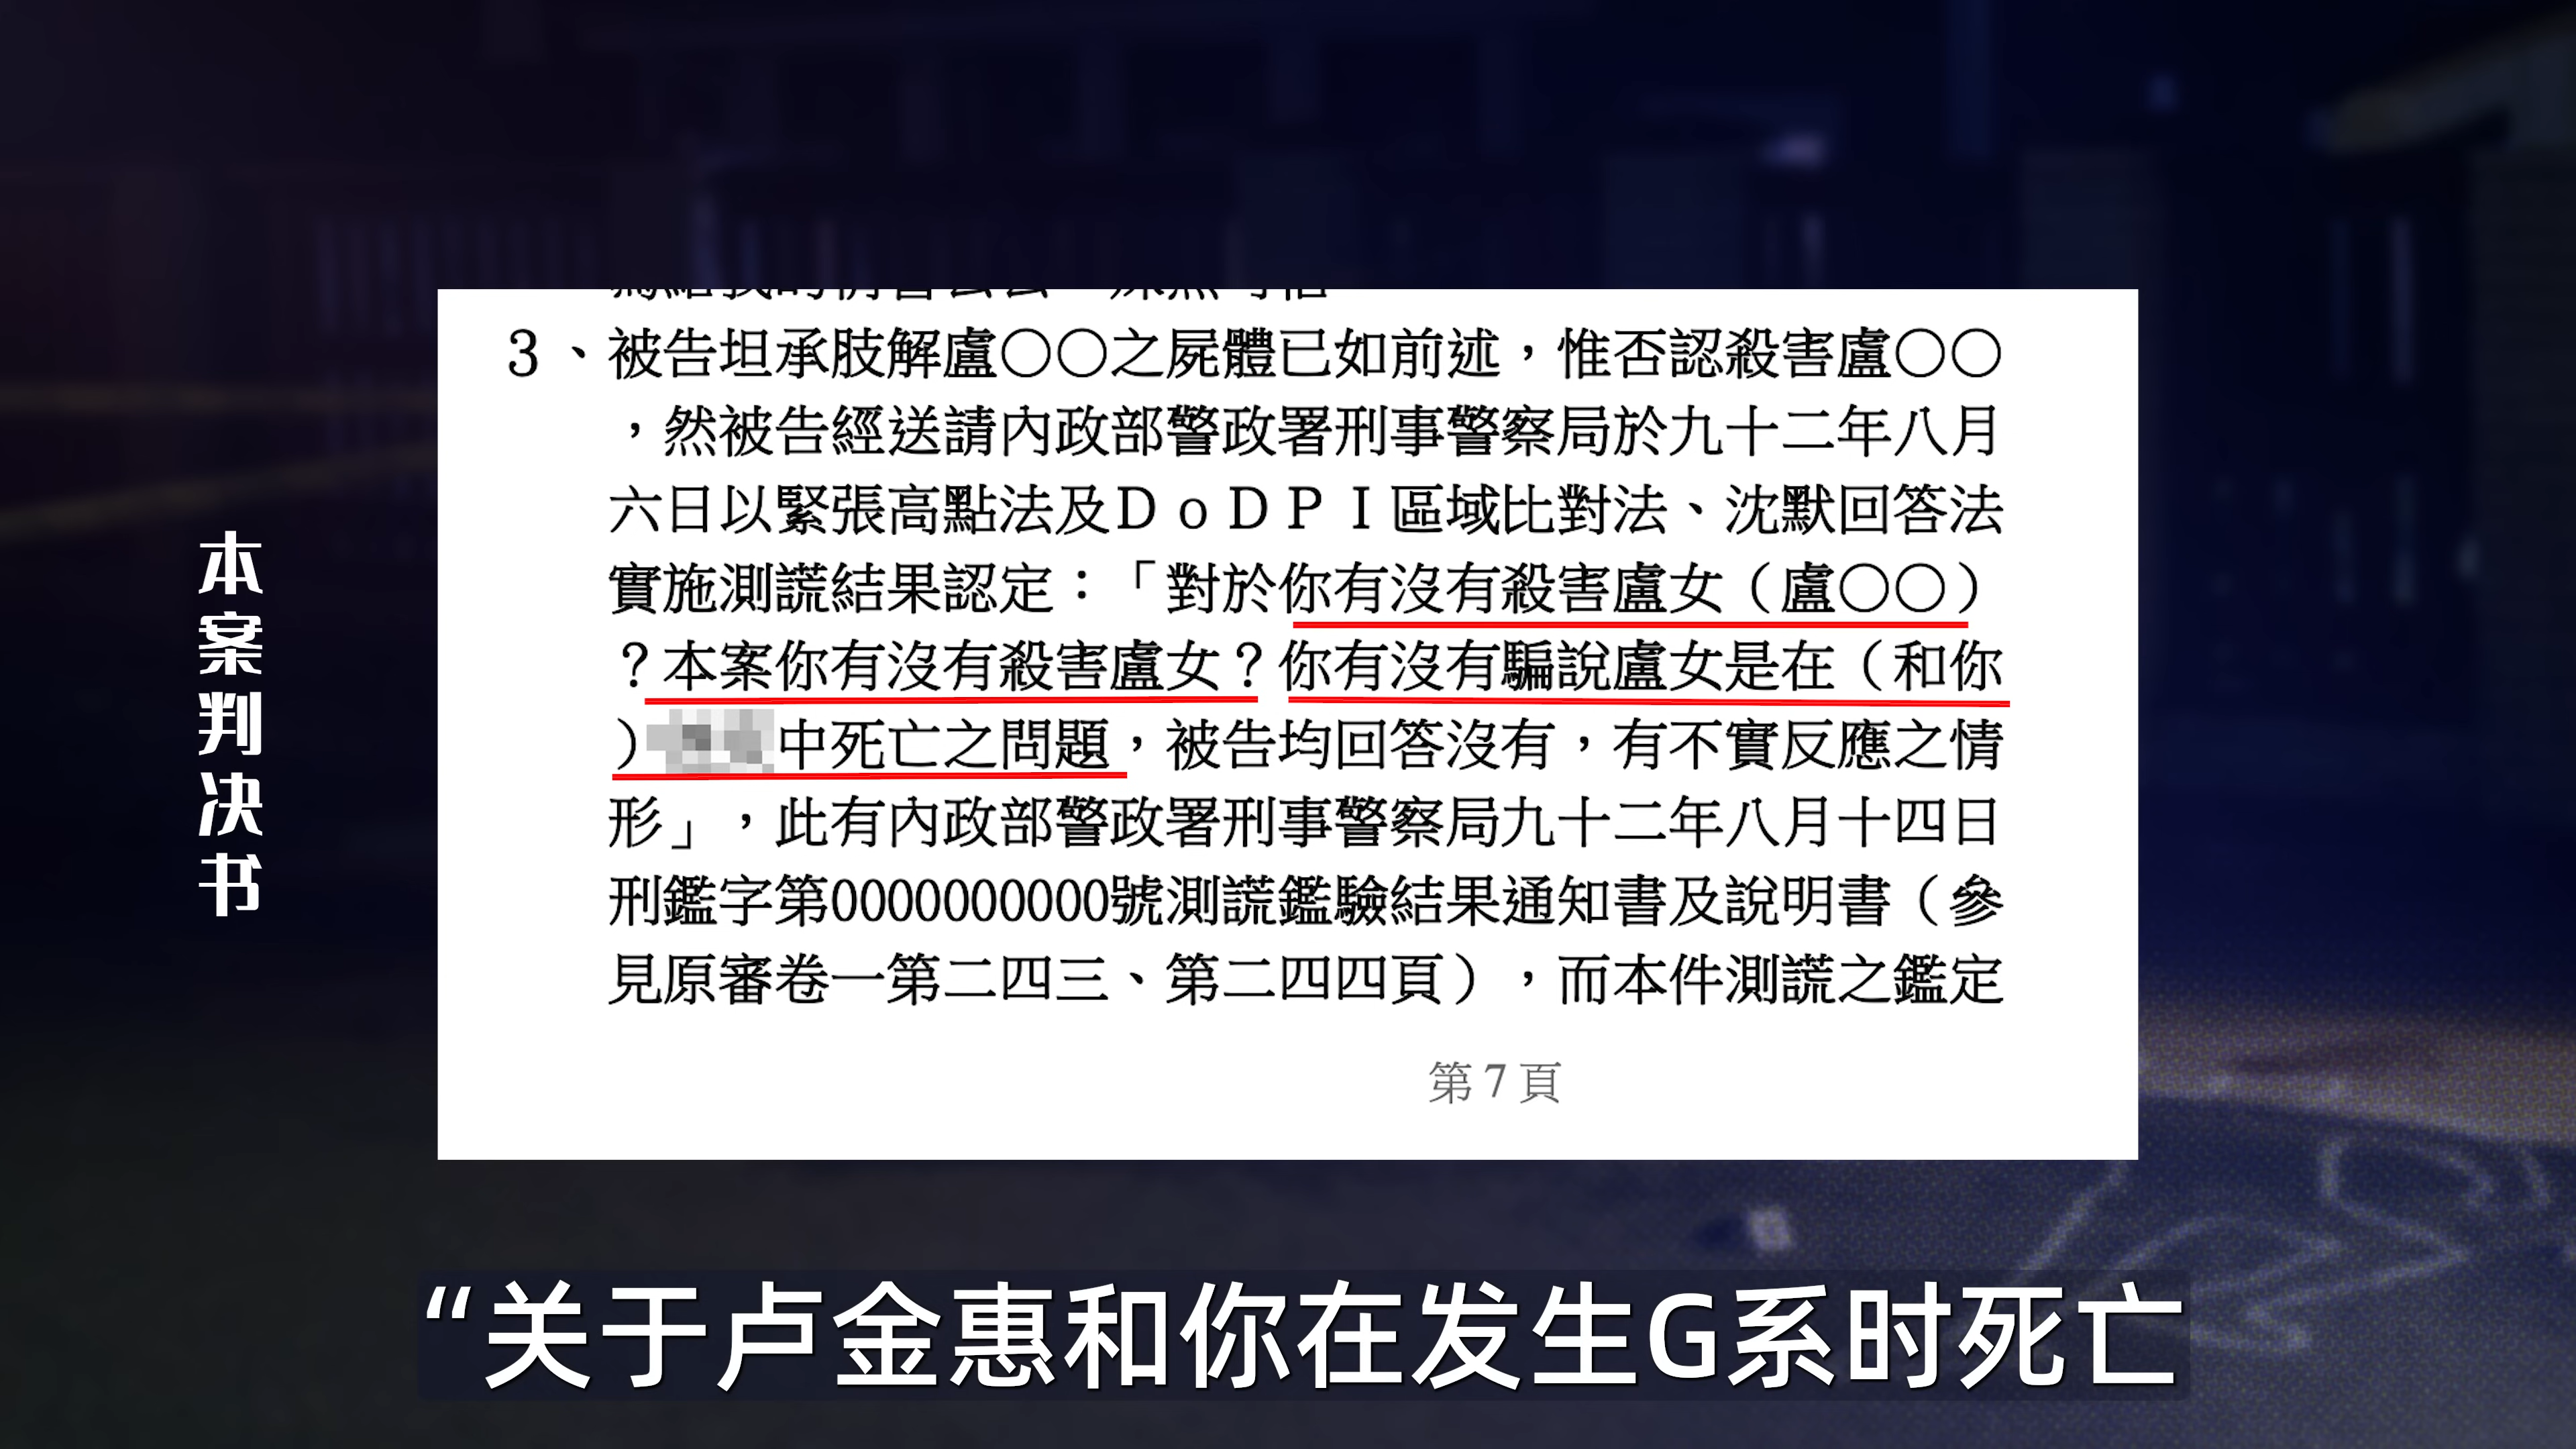 本案判决书
3、被告坦承肢解盧○○之屍體已如前述，惟否認殺害盧○○
，然被告經送請內政部警政署刑事警察局於九十二年八月
六日以緊張高點法及ＤｏＤＰＩ區域比對法、沈默回答法
實施測謊結果認定：「對於你有沒有殺害盧女（盧○○）
？本案你有沒有殺害盧女？你有沒有騙說盧女是在（和你
）中死亡之問題，被告均回答沒有，有不實反應之情
形」，此有內政部警政署刑事警察局九十二年八月十四日
刑鑑字第0000000000號測謊鑑驗結果通知書及說明書（參
見原審卷一第二四三、第二四四頁），而本件測謊之鑑定
第7頁
“关于卢金惠和你在发生G系时死亡